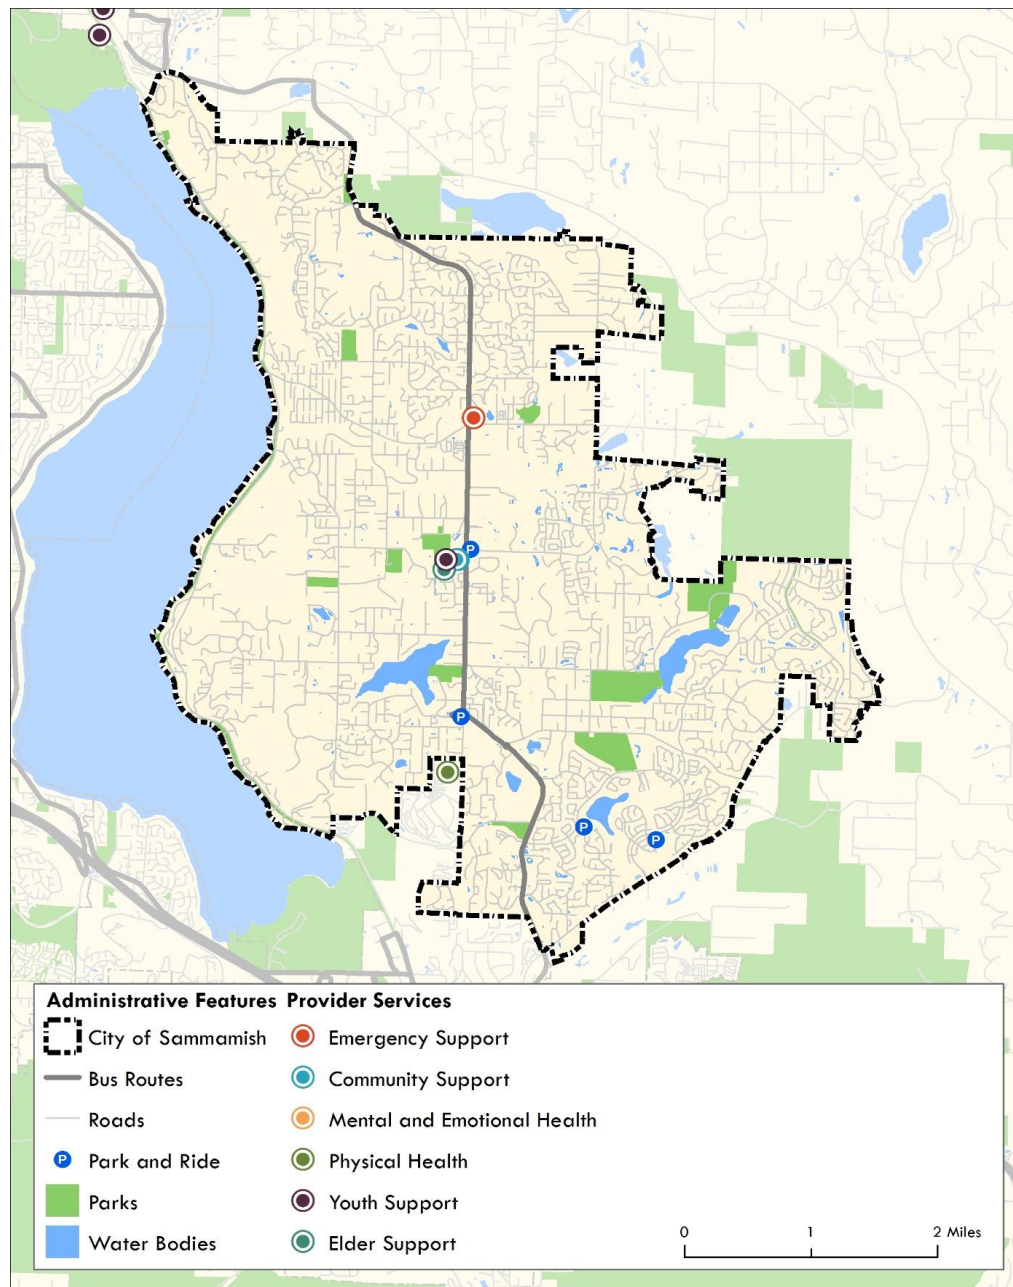 Administrative Features Provider Services
City of Sammamish
Emergency Support
Bus Routes
Community Support
Roads
Mental and Emotional Health
P Park and Ride
Physical Health
Parks
Youth Support
Water Bodies
Elder Support
0 1 2 Miles
P
P
P
P